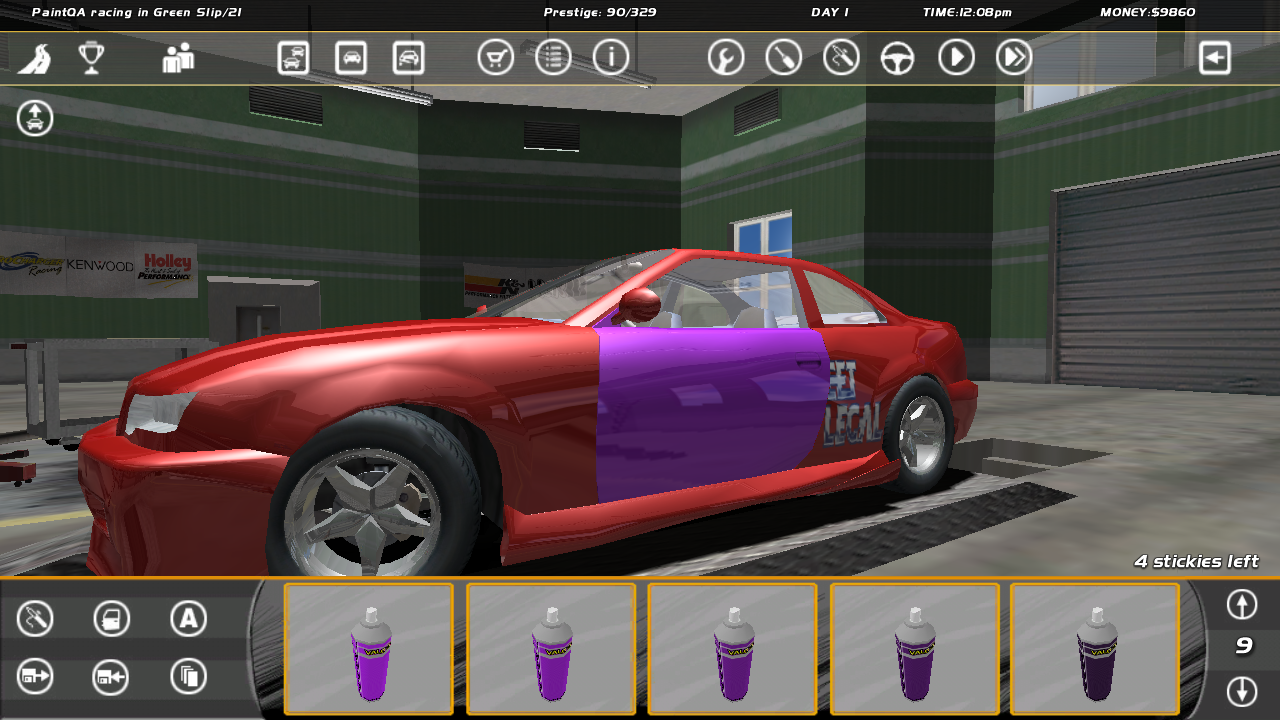 PaintQA racing in Green Slip/21
Prestige: 90/329
DAY 1
TIME:12:08pm
MONEY:$9860
Racing
KENWOOD
Holley
PERFORMANCE
K&N
LEGAL
4 stickies left
A
9